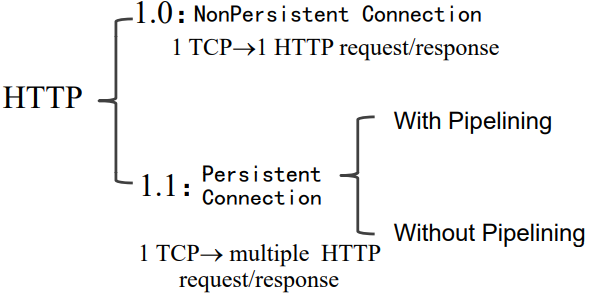 HTTP
1.0: NonPersistent Connection
1 TCP→1 HTTP request/response
1.1: Persistent
Connection
1 TCP→ multiple HTTP
request/response
With Pipelining
Without Pipelining